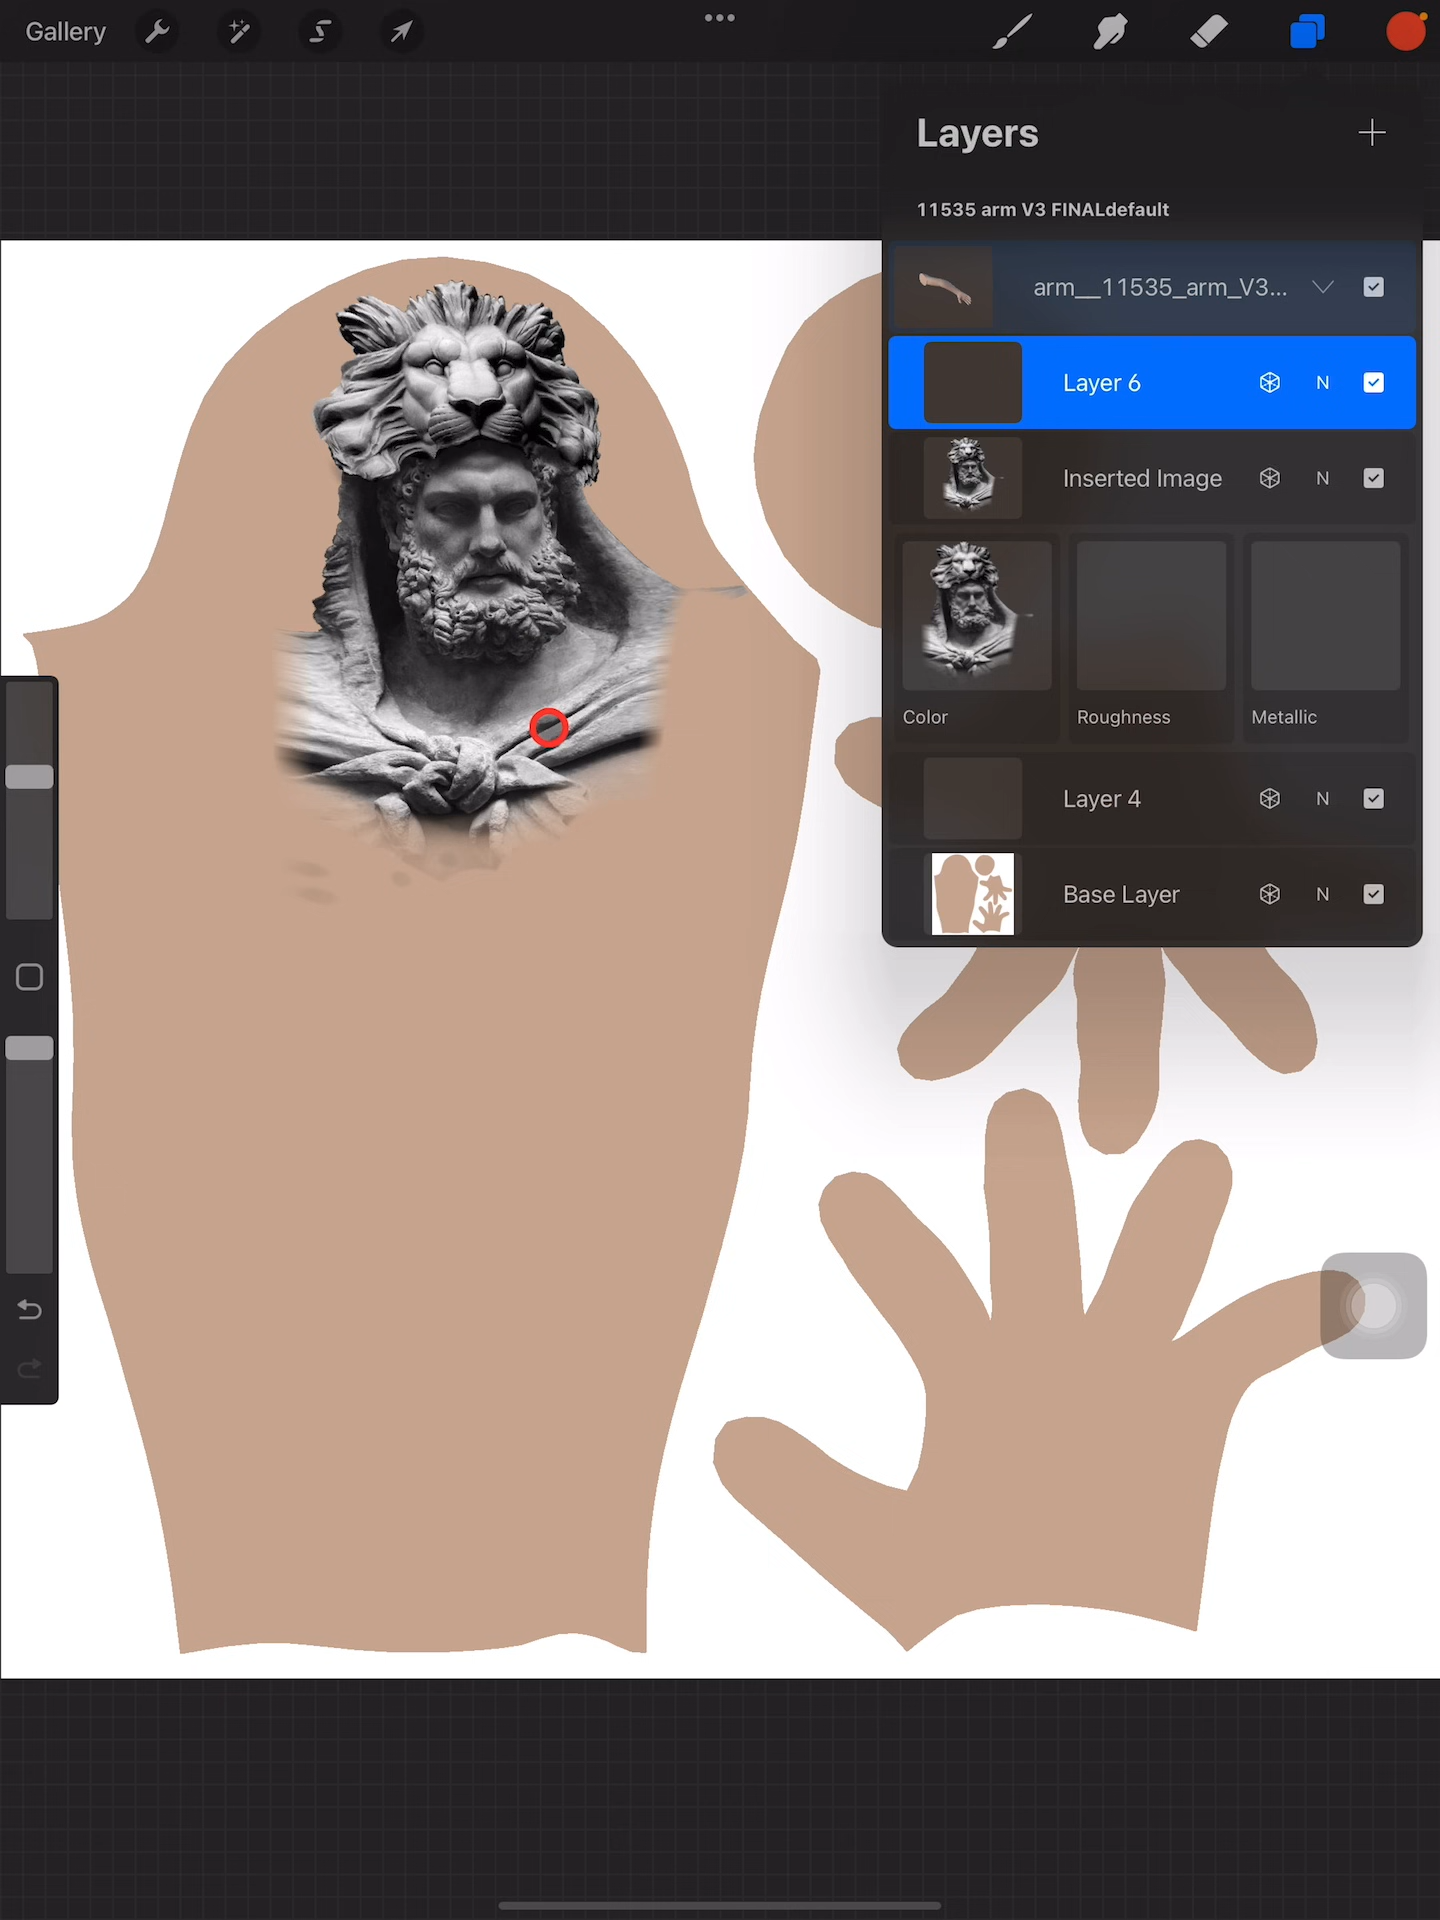 Gallery
Layers
11535 arm V3 FINALdefault
arm__11535_arm_V3...
Layer 6 N
Inserted Image N
Color Roughness Metallic
Layer 4 N
Base Layer N